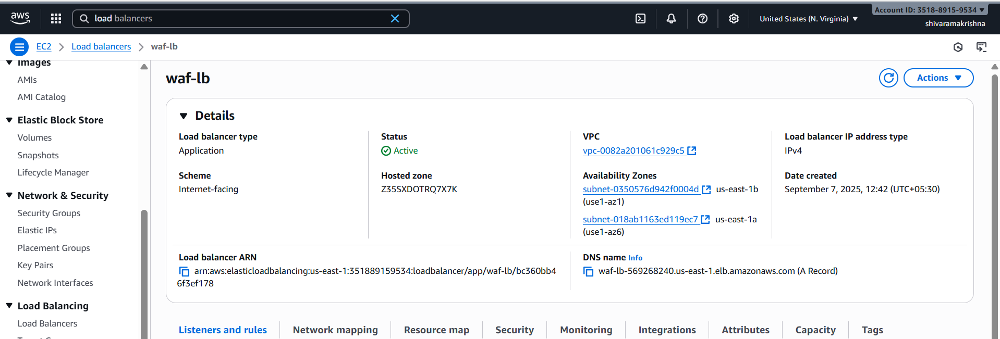 aws
load balancers
United States (N. Virginia)
Account ID: 3518-8915-9534
shivaramakrishna
EC2
Load balancers
waf-lb
Images
AMIs
AMI Catalog
Elastic Block Store
Volumes
Snapshots
Lifecycle Manager
Network & Security
Security Groups
Elastic IPs
Placement Groups
Key Pairs
Network Interfaces
Load Balancing
Load Balancers
waf-lb
Actions
Details
Load balancer type
Application
Scheme
Internet-facing
Status
Active
Hosted zone
Z35SXDOTRQ7X7K
VPC
vpc-0082a201061c929c5
Availability Zones
subnet-0350576d942f0004d us-east-1b
(use1-az1)
subnet-018ab1163ed119ec7 us-east-1a
(use1-az6)
Load balancer IP address type
IPv4
Date created
September 7, 2025, 12:42 (UTC+05:30)
Load balancer ARN
arn:aws:elasticloadbalancing:us-east-1:351889159534:loadbalancer/app/waf-lb/bc360bb4
6f3ef178
DNS name Info
waf-lb-569268240.us-east-1.elb.amazonaws.com (A Record)
Listeners and rules
Network mapping
Resource map
Security
Monitoring
Integrations
Attributes
Capacity
Tags